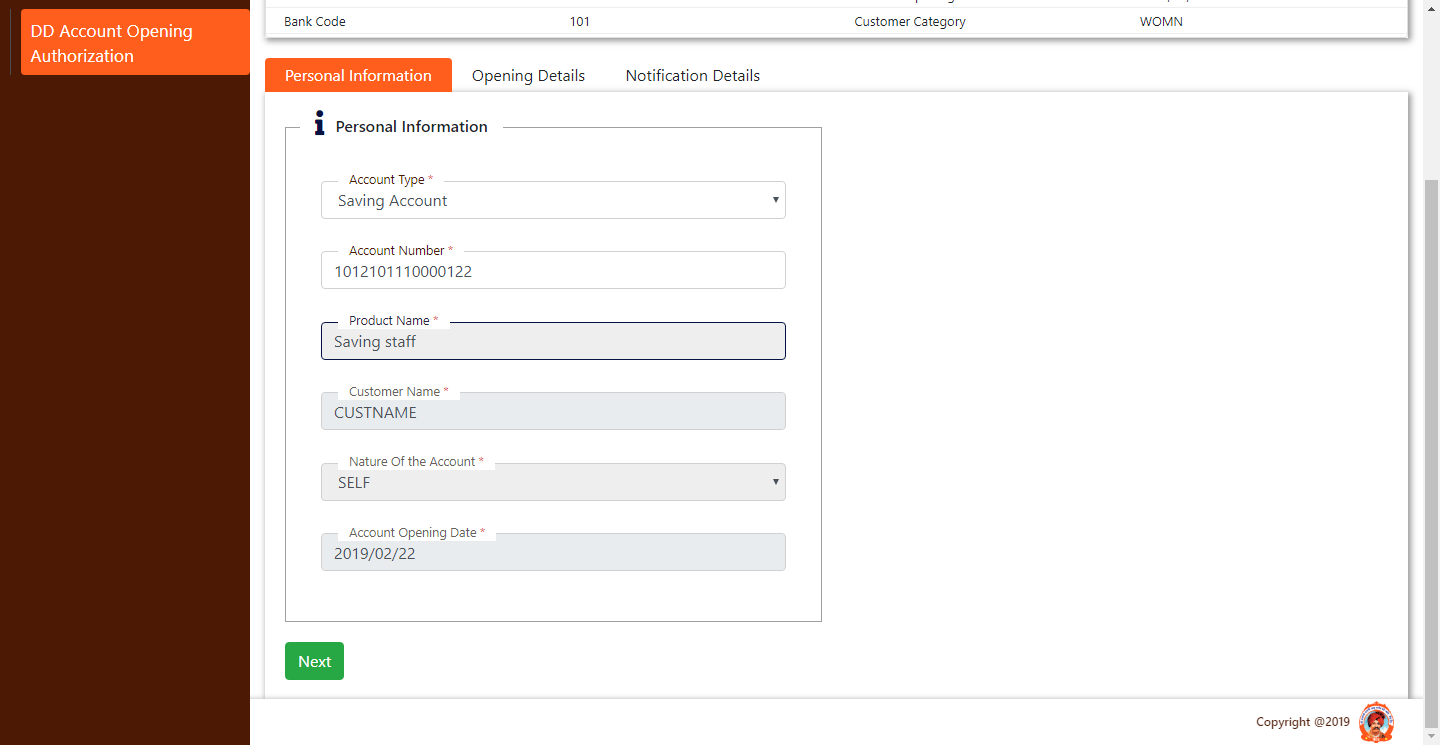 DD Account Opening
Authorization
Bank Code 101 Customer Category WOMN
Personal Information Opening Details Notification Details
Personal Information
Account Type *
Saving Account
Account Number *
1012101110000122
Product Name *
Saving staff
Customer Name *
CUSTNAME
Nature Of the Account *
SELF
Account Opening Date *
2019/02/22
Next
Copyright @2019